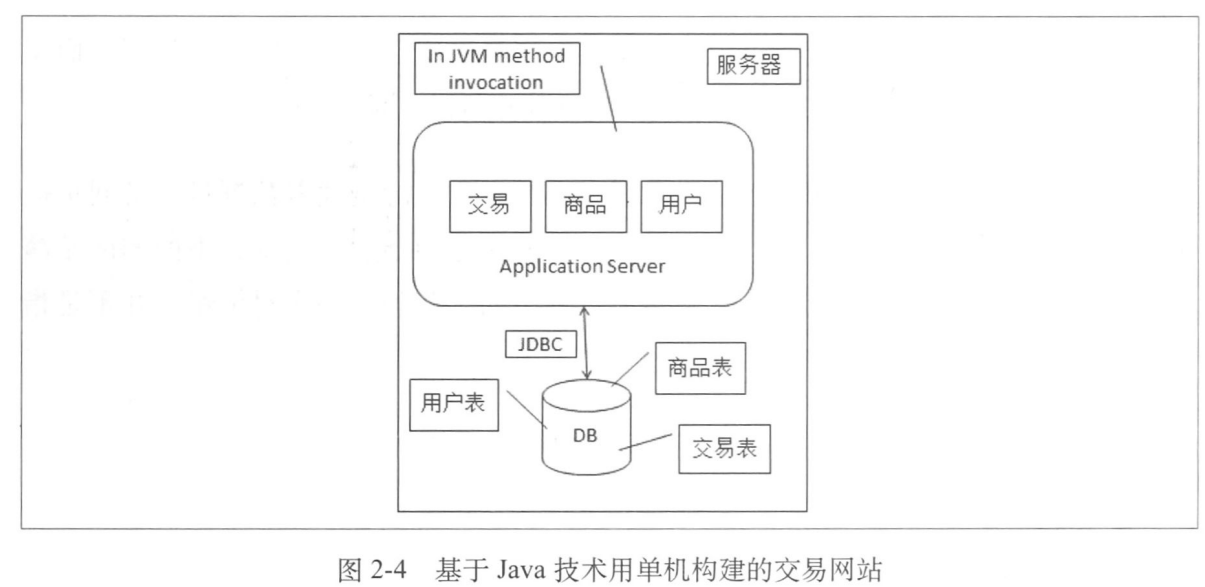 In JVM method
invocation
服务器
交易
商品
用户
Application Server
JDBC
商品表
用户表
DB
交易表
图 2-4 基于 Java 技术用单机构建的交易网站